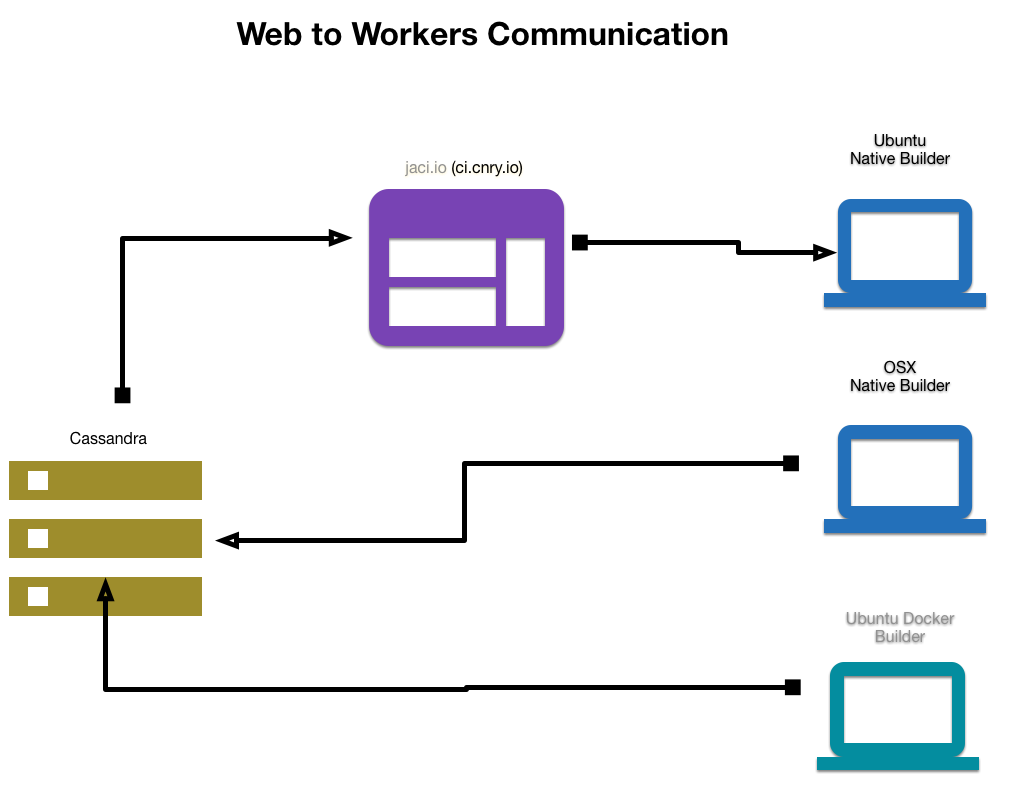 Web to Workers Communication
Ubuntu
Native Builder
jaci.io (ci.cnry.io)
OSX
Native Builder
Cassandra
Ubuntu Docker
Builder